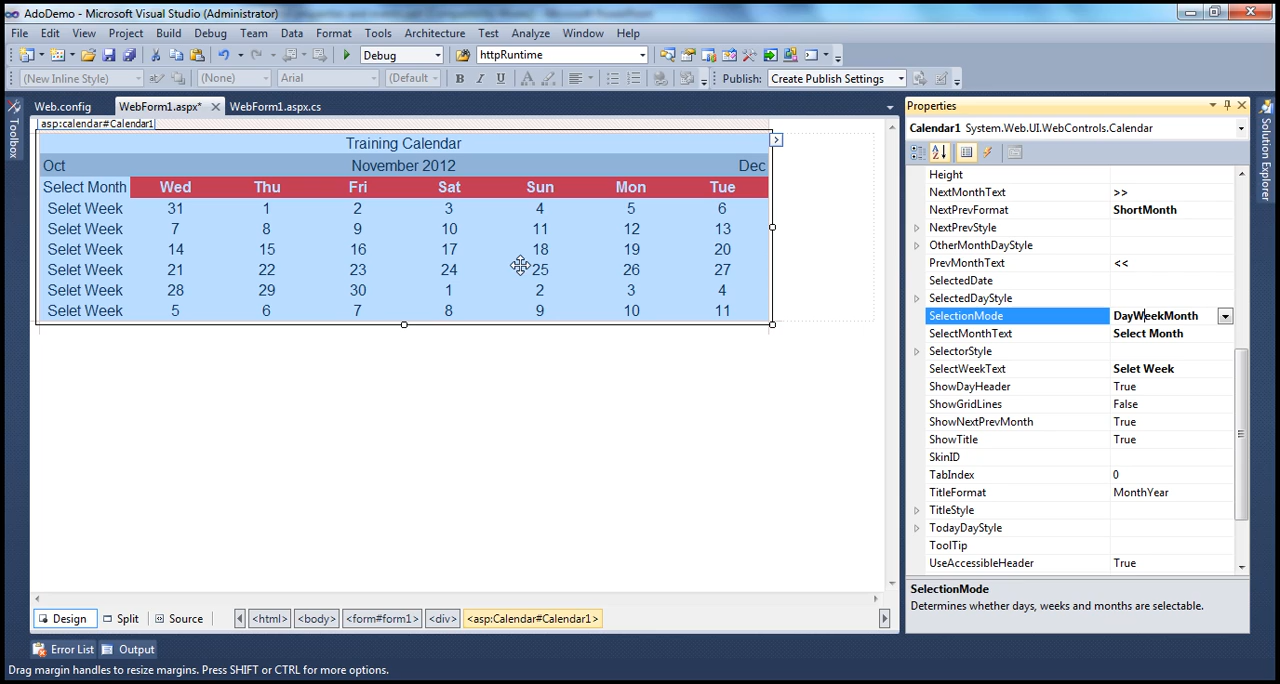 AdoDemo - Microsoft Visual Studio (Administrator)
File Edit View Project Build Debug Team Data Format Tools Architecture Test Analyze Window Help
Debug httpRuntime
(New Inline Style) (None) Arial (Default B I U A Publish: Create Publish Settings
Web.config WebForm1.aspx* WebForm1.aspx.cs
Toolbox
asp:calendar#Calendar1
Training Calendar
Oct November 2012 Dec
Select Month Wed Thu Fri Sat Sun Mon Tue
Selet Week 31 1 2 3 4 5 6
Selet Week 7 8 9 10 11 12 13
Selet Week 14 15 16 17 18 19 20
Selet Week 21 22 23 24 25 26 27
Selet Week 28 29 30 1 2 3 4
Selet Week 5 6 7 8 9 10 11
Properties
Calendar1 System.Web.UI.WebControls.Calendar
Height
NextMonthText >>
NextPrevFormat ShortMonth
NextPrevStyle
OtherMonthDayStyle
PrevMonthText <<
SelectedDate
SelectedDayStyle
SelectionMode DayWeekMonth
SelectMonthText Select Month
SelectorStyle
SelectWeekText Selet Week
ShowDayHeader True
ShowGridLines False
ShowNextPrevMonth True
ShowTitle True
SkinID
TabIndex 0
TitleFormat MonthYear
TitleStyle
TodayDayStyle
ToolTip
UseAccessibleHeader True
SelectionMode
Determines whether days, weeks and months are selectable.
Solution Explorer
Design Split Source <html> <body> <form#form1> <div> <asp:Calendar#Calendar1>
Error List Output
Drag margin handles to resize margins. Press SHIFT or CTRL for more options.